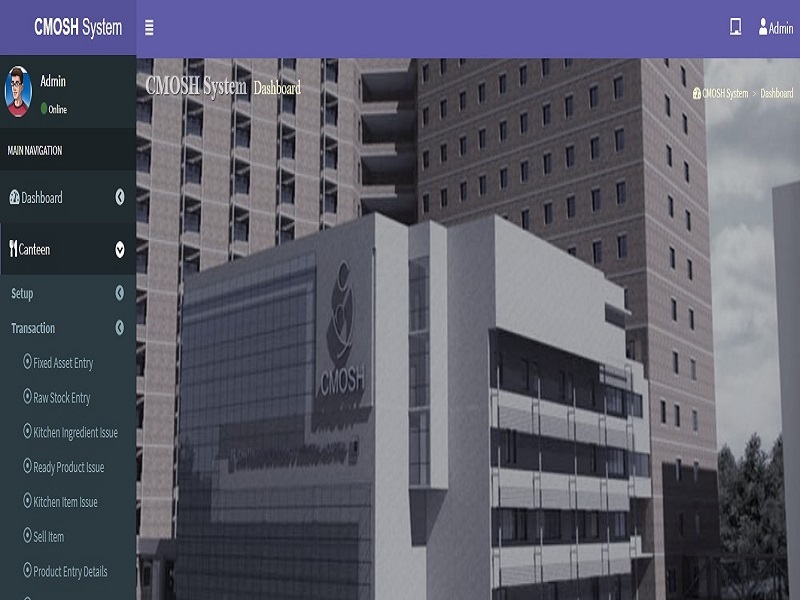 CMOSH System
Admin
Admin
Online
MAIN NAVIGATION
Dashboard
Canteen
Setup
Transaction
Fixed Asset Entry
Raw Stock Entry
Kitchen Ingredient Issue
Ready Product Issue
Kitchen Item Issue
Sell Item
Product Entry Details
CMOSH System Dashboard
CMOSH System > Dashboard
CMOSH